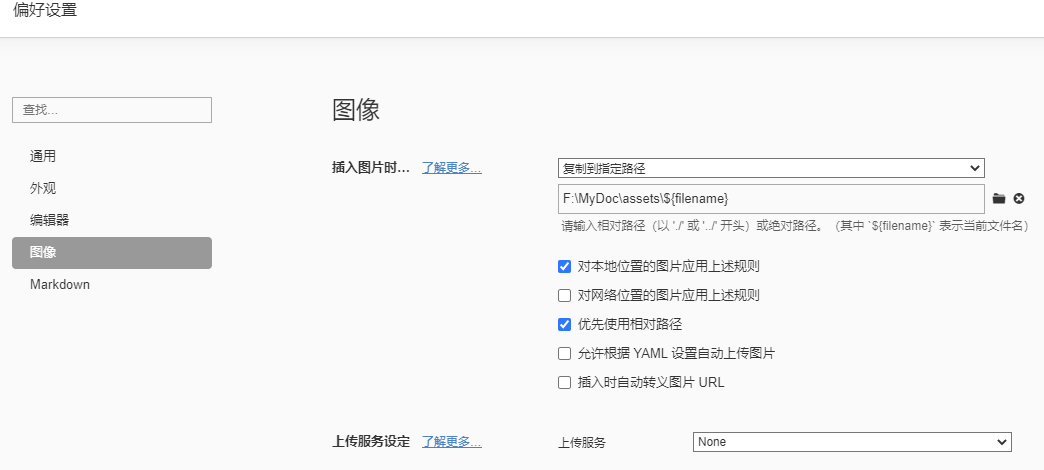 偏好设置
查找...
通用
外观
编辑器
图像
Markdown
图像
插入图片时... 了解更多... 复制到指定路径
F:\MyDoc\assets\${filename}
请输入相对路径（以 './' 或 '../' 开头）或绝对路径。（其中 `${filename}` 表示当前文件名）
对本地位置的图片应用上述规则
对网络位置的图片应用上述规则
优先使用相对路径
允许根据 YAML 设置自动上传图片
插入时自动转义图片 URL
上传服务设定 了解更多... 上传服务 None